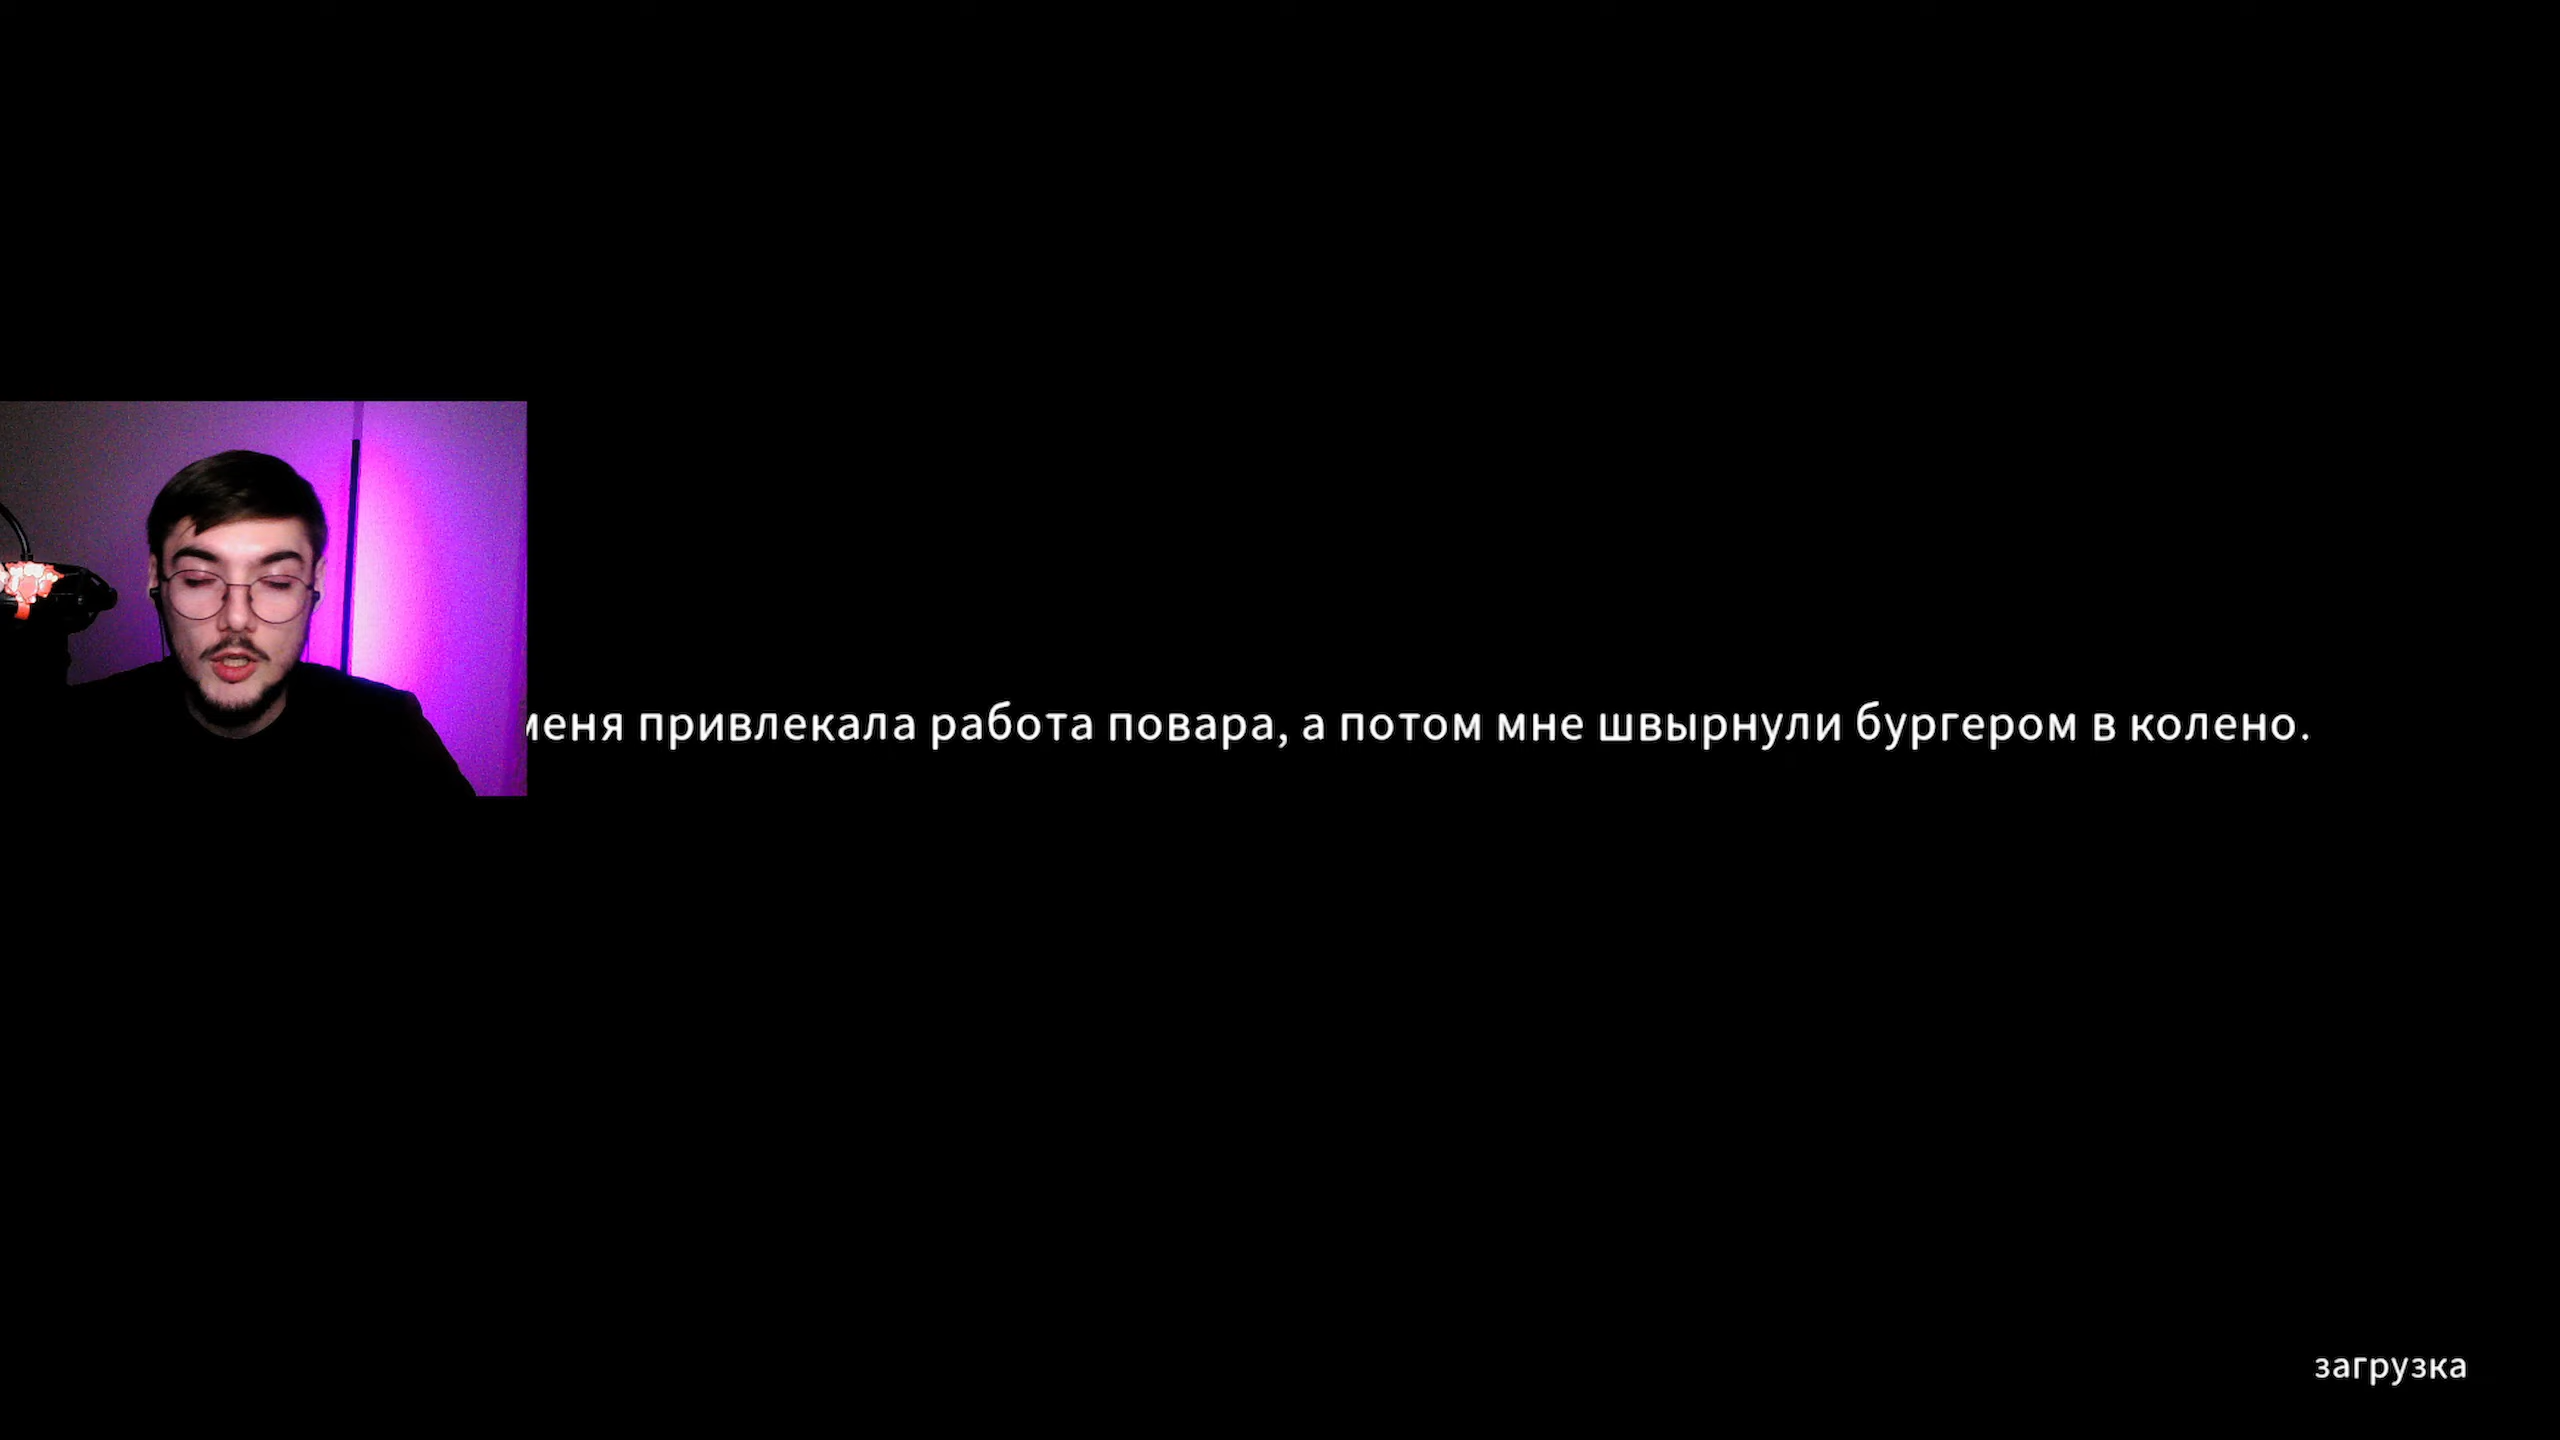 меня привлекала работа повара, а потом мне швырнули бургером в колено.
загрузка